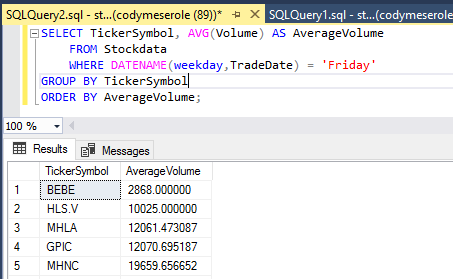 SQLQuery2.sql - st...(codymeserole (89))* SQLQuery1.sql - st...(codymeserole
SELECT TickerSymbol, AVG(Volume) AS AverageVolume
FROM Stockdata
WHERE DATENAME(weekday,TradeDate) = 'Friday'
GROUP BY TickerSymbol
ORDER BY AverageVolume;
100 %
Results Messages
TickerSymbol AverageVolume
1 BEBE 2868.000000
2 HLS.V 10025.000000
3 MHLA 12061.473087
4 GPIC 12070.695187
5 MHNC 19659.656652